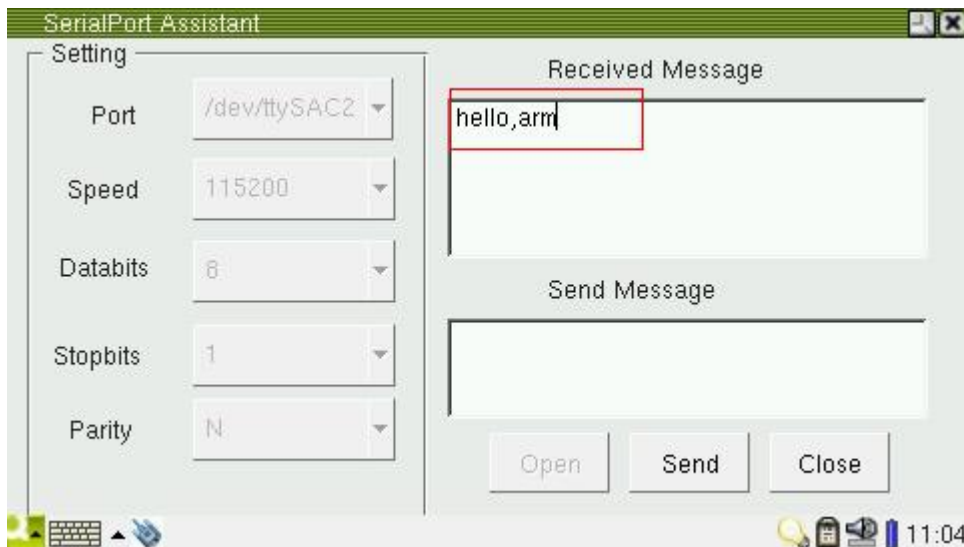 SerialPort Assistant
Setting
Port
/dev/ttySAC2
Speed
115200
Databits
8
Stopbits
1
Parity
N
Received Message
hello,arm
Send Message
Open
Send
Close
11:04